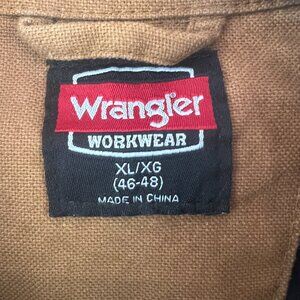 Wrangler
WORKWEAR
XL/XG
(46-48)
MADE IN CHINA